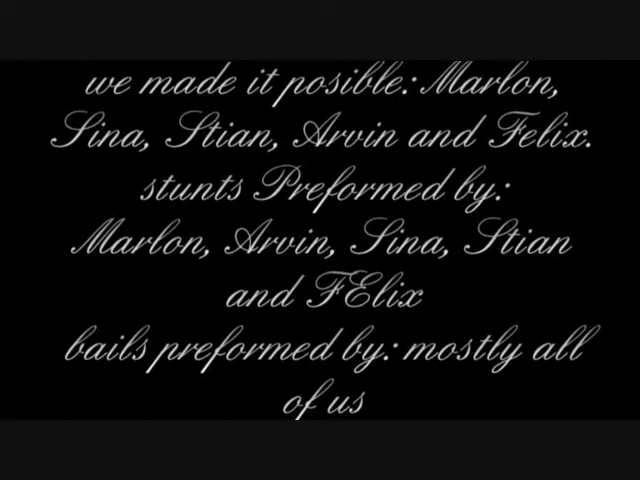 we made it posible: Marlon,
Sina, Stian, Arvin and Felix.
stunts Preformed by:
Marlon, Arvin, Sina, Stian
and FElix
bails preformed by: mostly all
of us